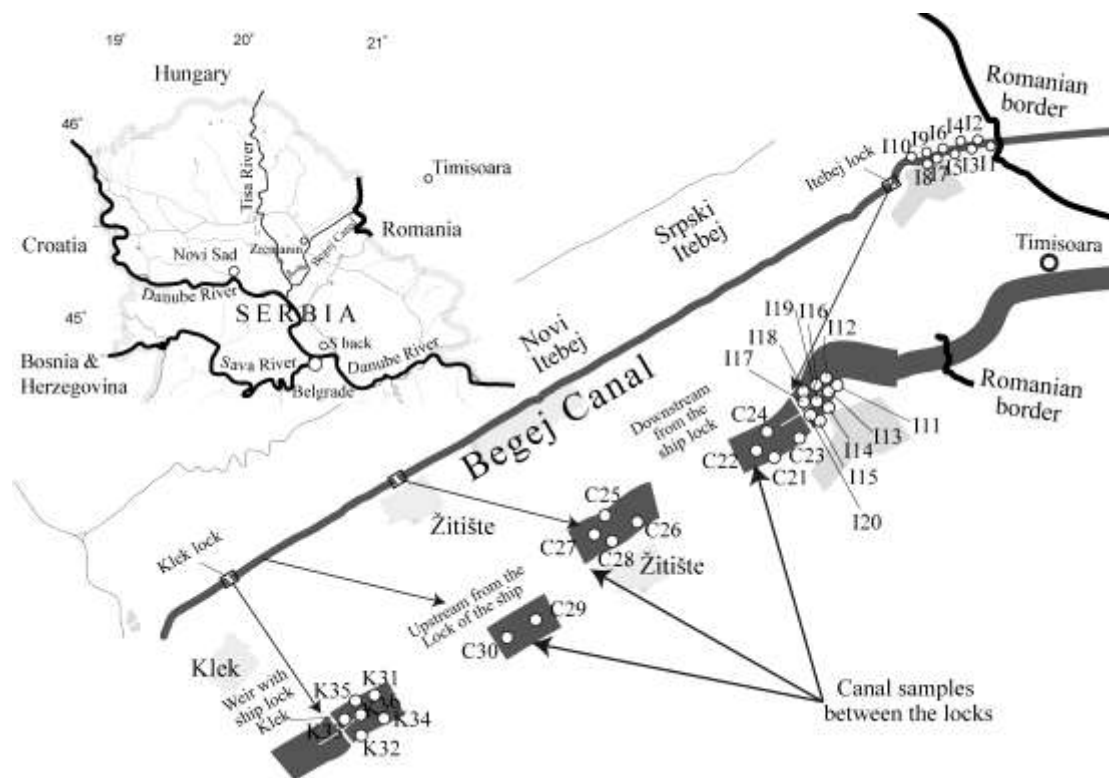 19°
20°
21°
Hungary
46°
Tisa River
Timisoara
Croatia
Romania
Novi Sad
Begej Canal
Danube River
SERBIA
45°
Bosnia &
Herzegovina
Sava River
Danube River
Belgrade
Romanian
border
I10
I9
I6
I4
I2
I8
I7
I5
I3
I1
Itebej lock
Srpski
Itebej
Timisoara
Novi
Itebej
Begej Canal
I19
I16
I12
I18
I17
Romanian
border
Downstream
from the
ship lock
C24
C22
C23
C21
I11
I13
I14
I15
I20
Žitište
C25
C26
C27
C28
Žitište
Klek lock
Upstream from the
Lock of the ship
C29
C30
Klek
Weir with
ship lock
Klek
K35
K31
K36
K34
K32
Canal samples
between the locks